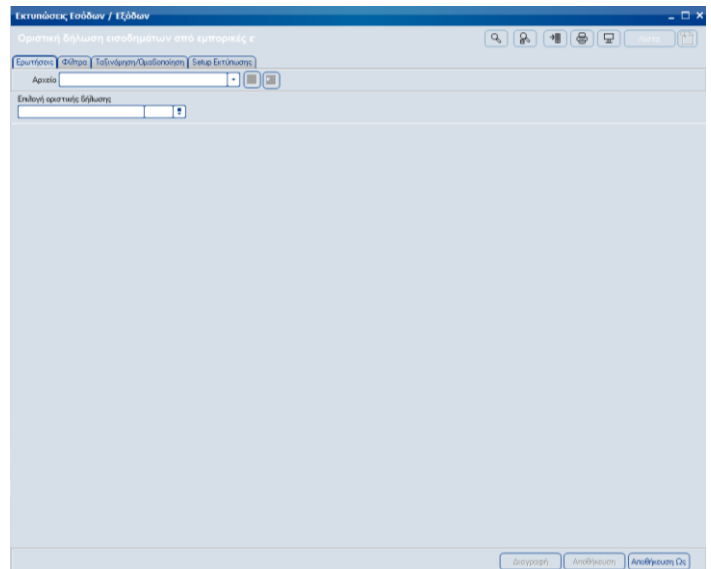 Εκτυπώσεις Εσόδων / Εξόδων
Οριστική δήλωση εισοδημάτων από εμπορικές ε
Ερωτήσεις Φίλτρα Ταξινόμηση/Ομαδοποίηση Setup Εκτύπωσης
Αρχείο
Επιλογή οριστικής δήλωσης
Διαγραφή Αποθήκευση Αποθήκευση Ως